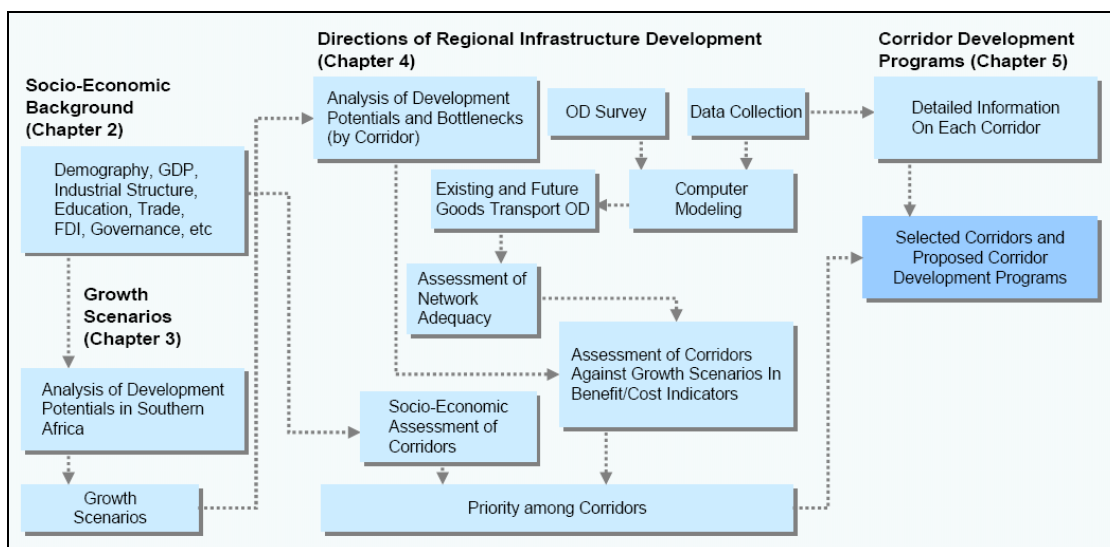 Socio-Economic
Background
(Chapter 2)
Demography, GDP,
Industrial Structure,
Education, Trade,
FDI, Governance, etc
Growth
Scenarios
(Chapter 3)
Analysis of Development
Potentials in Southern
Africa
Growth
Scenarios
Directions of Regional Infrastructure Development
(Chapter 4)
Analysis of Development
Potentials and Bottlenecks
(by Corridor)
OD Survey
Data Collection
Existing and Future
Goods Transport OD
Computer
Modeling
Assessment of
Network
Adequacy
Assessment of Corridors
Against Growth Scenarios In
Benefit/Cost Indicators
Socio-Economic
Assessment of
Corridors
Priority among Corridors
Corridor Development
Programs (Chapter 5)
Detailed Information
On Each Corridor
Selected Corridors and
Proposed Corridor
Development Programs